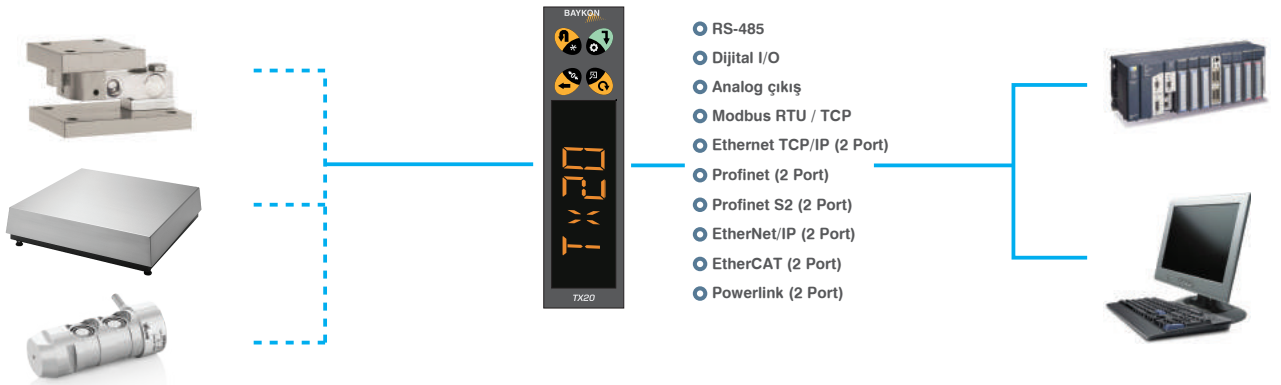 BAYKON
TX20
TX20
RS-485
Dijital I/O
Analog çıkış
Modbus RTU / TCP
Ethernet TCP/IP (2 Port)
Profinet (2 Port)
Profinet S2 (2 Port)
EtherNet/IP (2 Port)
EtherCAT (2 Port)
Powerlink (2 Port)